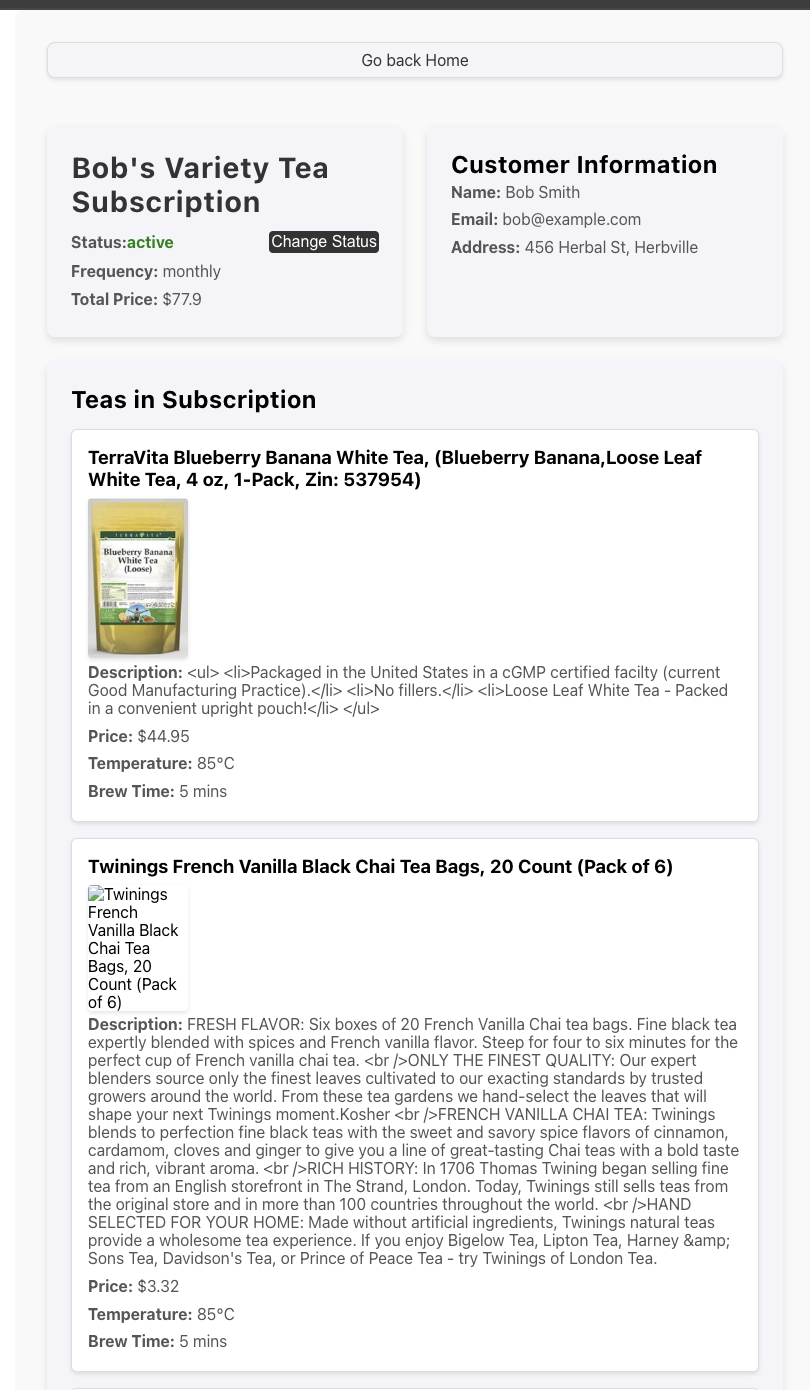 Go back Home
Bob's Variety Tea
Subscription
Status:active
Change Status
Frequency: monthly
Total Price: $77.9
Customer Information
Name: Bob Smith
Email: bob@example.com
Address: 456 Herbal St, Herbville
Teas in Subscription
TerraVita Blueberry Banana White Tea, (Blueberry Banana,Loose Leaf
White Tea, 4 oz, 1-Pack, Zin: 537954)
TERRAVITA
Blueberry Banana
White Tea
(Loose)
Description: <ul> <li>Packaged in the United States in a cGMP certified facilty (current
Good Manufacturing Practice).</li> <li>No fillers.</li> <li>Loose Leaf White Tea - Packed
in a convenient upright pouch!</li> </ul>
Price: $44.95
Temperature: 85°C
Brew Time: 5 mins
Twinings French Vanilla Black Chai Tea Bags, 20 Count (Pack of 6)
Twinings
French
Vanilla Black
Chai Tea
Bags, 20
Count (Pack
of 6)
Description: FRESH FLAVOR: Six boxes of 20 French Vanilla Chai tea bags. Fine black tea
expertly blended with spices and French vanilla flavor. Steep for four to six minutes for the
perfect cup of French vanilla chai tea. <br />ONLY THE FINEST QUALITY: Our expert
blenders source only the finest leaves cultivated to our exacting standards by trusted
growers around the world. From these tea gardens we hand-select the leaves that will
shape your next Twinings moment.Kosher <br />FRENCH VANILLA CHAI TEA: Twinings
blends to perfection fine black teas with the sweet and savory spice flavors of cinnamon,
cardamom, cloves and ginger to give you a line of great-tasting Chai teas with a bold taste
and rich, vibrant aroma. <br />RICH HISTORY: In 1706 Thomas Twining began selling fine
tea from an English storefront in The Strand, London. Today, Twinings still sells teas from
the original store and in more than 100 countries throughout the world. <br />HAND
SELECTED FOR YOUR HOME: Made without artificial ingredients, Twinings natural teas
provide a wholesome tea experience. If you enjoy Bigelow Tea, Lipton Tea, Harney &amp;
Sons Tea, Davidson's Tea, or Prince of Peace Tea - try Twinings of London Tea.
Price: $3.32
Temperature: 85°C
Brew Time: 5 mins